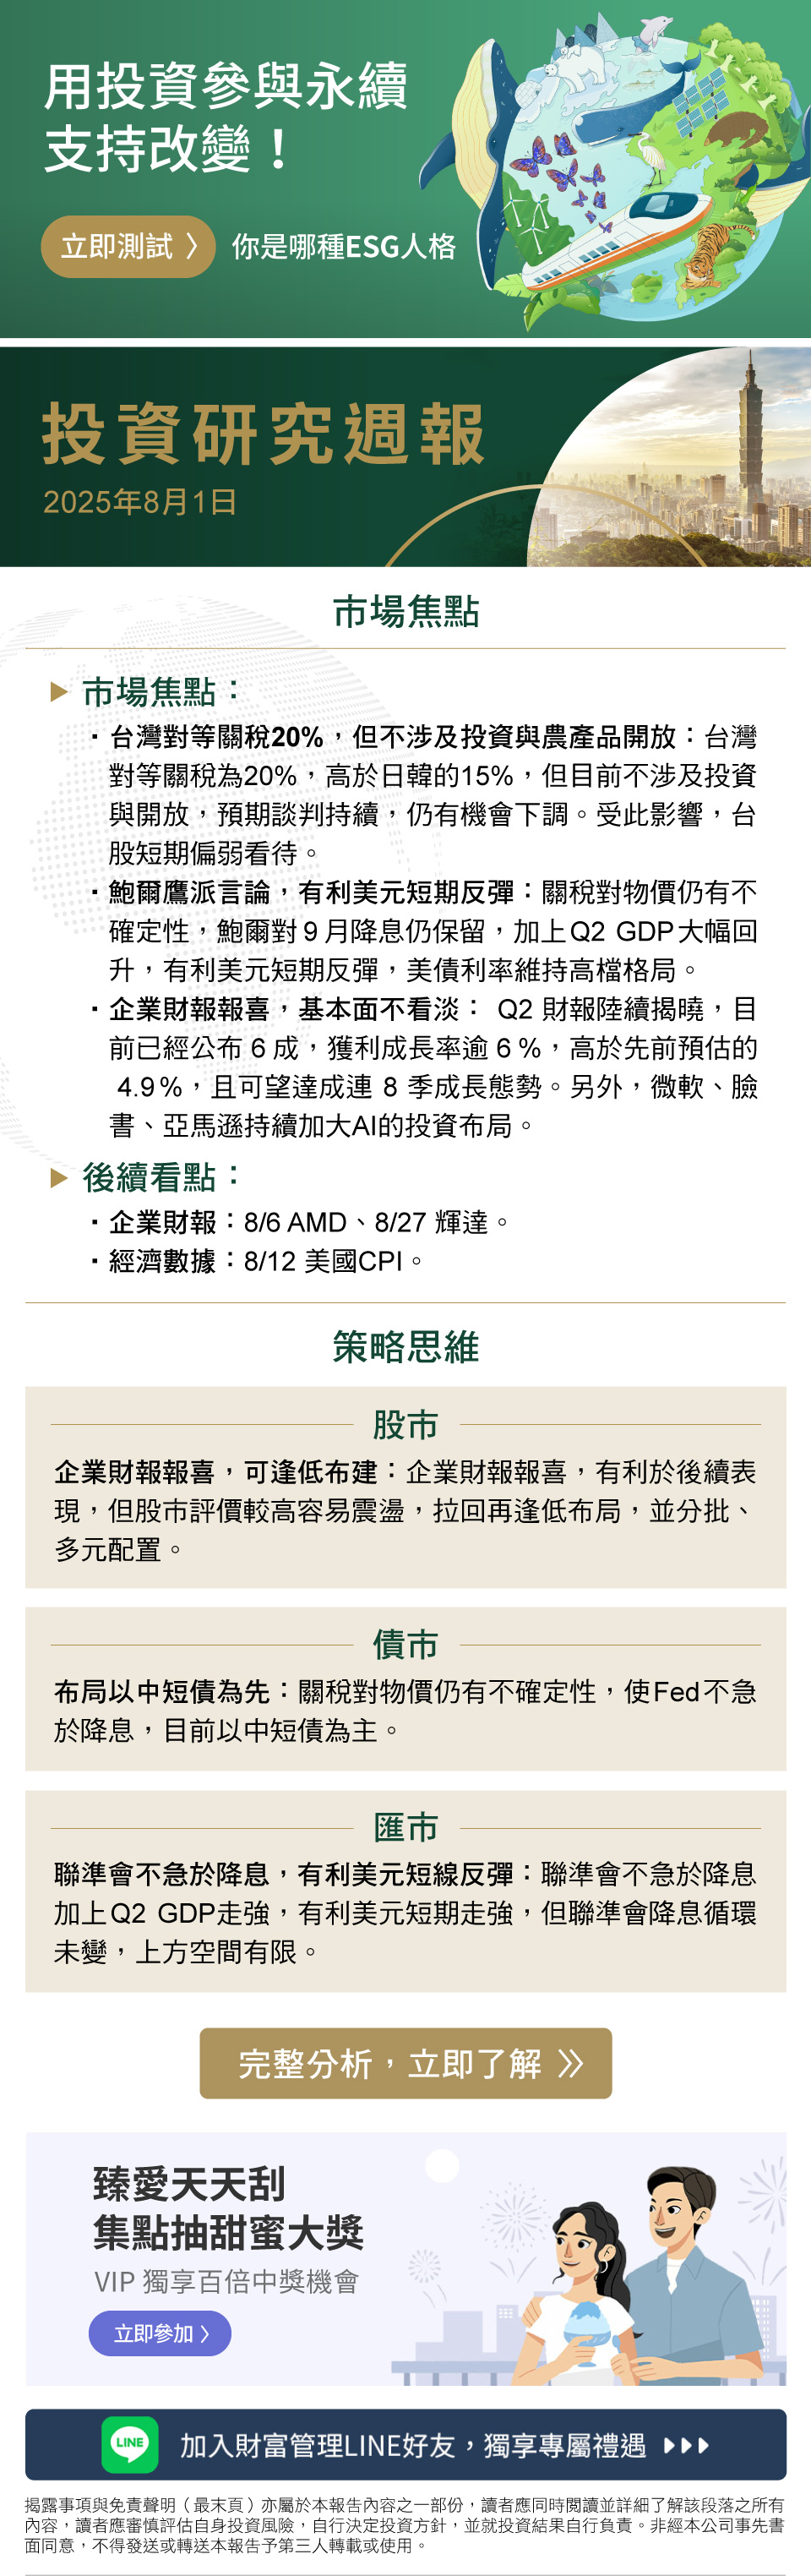 用投資參與永續
支持改變！
立即測試 〉 你是哪種ESG人格
投資研究週報
2025年8月1日
市場焦點
▶ 市場焦點：
▪ 台灣對等關稅20%，但不涉及投資與農產品開放：台灣
對等關稅為20%，高於日韓的15%，但目前不涉及投資
與開放，預期談判持續，仍有機會下調。受此影響，台
股短期偏弱看待。
▪ 鮑爾鷹派言論，有利美元短期反彈：關稅對物價仍有不
確定性，鮑爾對 9 月降息仍保留，加上Q2 GDP大幅回
升，有利美元短期反彈，美債利率維持高檔格局。
▪ 企業財報報喜，基本面不看淡： Q2 財報陸續揭曉，目
前已經公布 6 成，獲利成長率逾 6 %，高於先前預估的
4.9%，且可望達成連 8 季成長態勢。另外，微軟、臉
書、亞馬遜持續加大AI的投資布局。
▶ 後續看點：
▪ 企業財報：8/6 AMD、8/27 輝達。
▪ 經濟數據：8/12 美國CPI。
策略思維
股市
企業財報報喜，可逢低布建：企業財報報喜，有利於後續表
現，但股市評價較高容易震盪，拉回再逢低布局，並分批、
多元配置。
債市
布局以中短債為先：關稅對物價仍有不確定性，使Fed不急
於降息，目前以中短債為主。
匯市
聯準會不急於降息，有利美元短線反彈：聯準會不急於降息
加上Q2 GDP走強，有利美元短期走強，但聯準會降息循環
未變，上方空間有限。
完整分析，立即了解 》
臻愛天天刮
集點抽甜蜜大獎
VIP 獨享百倍中獎機會
立即參加 〉
LINE 加入財富管理LINE好友，獨享專屬禮遇 ▶▶▶
揭露事項與免責聲明（最末頁）亦屬於本報告內容之一部份，讀者應同時閱讀並詳細了解該段落之所有
內容，讀者應審慎評估自身投資風險，自行決定投資方針，並就投資結果自行負責。非經本公司事先書
面同意，不得發送或轉送本報告予第三人轉載或使用。